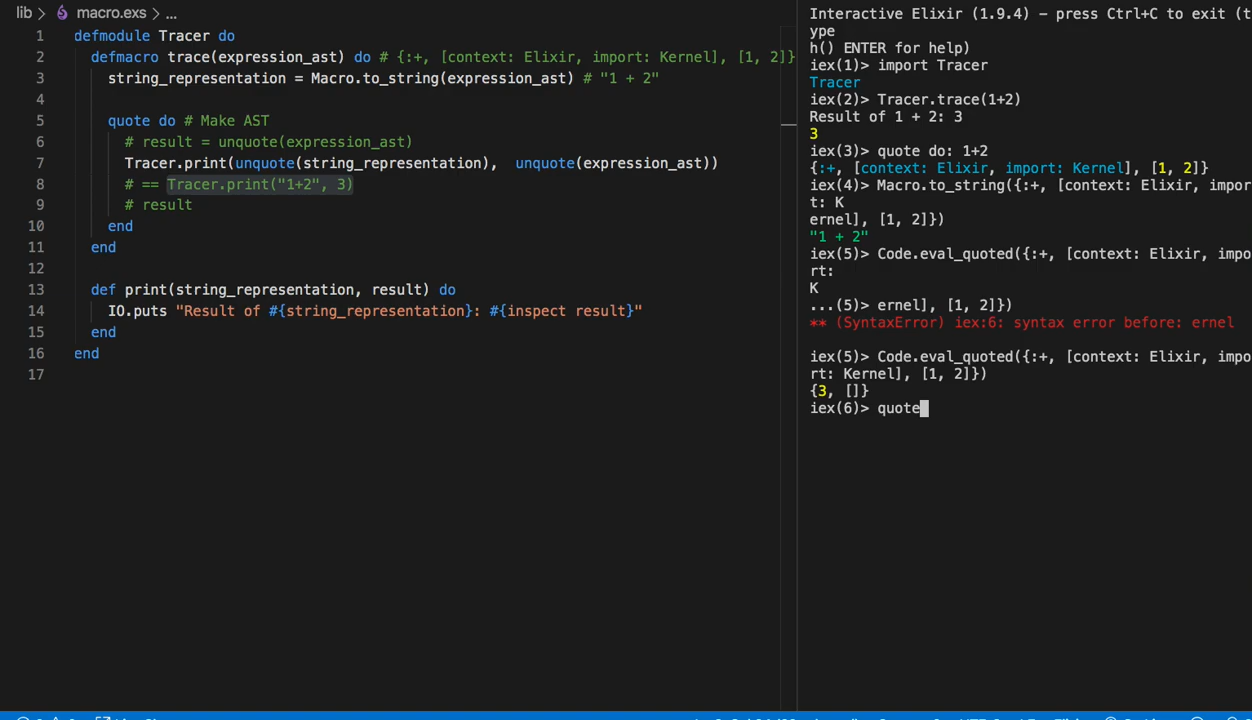 lib > macro.exs > ...
1 defmodule Tracer do
2 defmacro trace(expression_ast) do # {:+, [context: Elixir, import: Kernel], [1, 2]}
3 string_representation = Macro.to_string(expression_ast) # "1 + 2"
4
5 quote do # Make AST
6 # result = unquote(expression_ast)
7 Tracer.print(unquote(string_representation),  unquote(expression_ast))
8 # == Tracer.print("1+2", 3)
9 # result
10 end
11 end
12
13 def print(string_representation, result) do
14 IO.puts "Result of #{string_representation}: #{inspect result}"
15 end
16 end
17
Interactive Elixir (1.9.4) – press Ctrl+C to exit (t
ype
h() ENTER for help)
iex(1)> import Tracer
Tracer
iex(2)> Tracer.trace(1+2)
Result of 1 + 2: 3
3
iex(3)> quote do: 1+2
{:+, [context: Elixir, import: Kernel], [1, 2]}
iex(4)> Macro.to_string({:+, [context: Elixir, impor
t: K
ernel], [1, 2]})
"1 + 2"
iex(5)> Code.eval_quoted({:+, [context: Elixir, impo
rt:
K
...(5)> ernel], [1, 2]})
** (SyntaxError) iex:6: syntax error before: ernel
iex(5)> Code.eval_quoted({:+, [context: Elixir, impo
rt: Kernel], [1, 2]})
{3, []}
iex(6)> quote